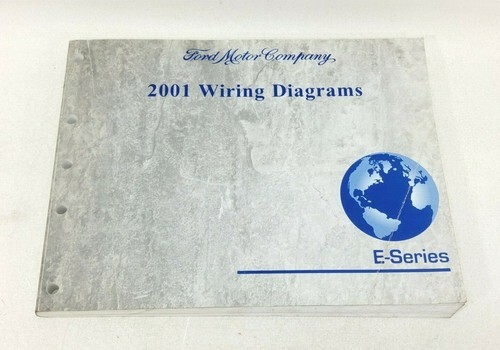 Ford Motor Company
2001 Wiring Diagrams
E-Series